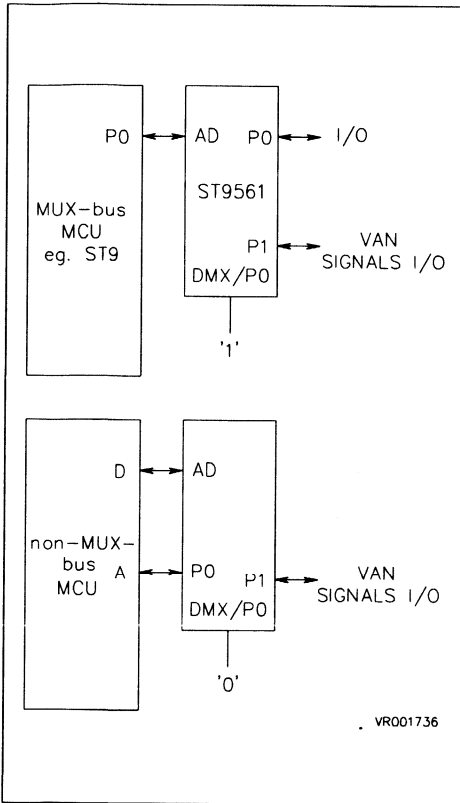 P0
AD
P0
I/O
ST9561
MUX-bus
MCU
eg. ST9
P1
VAN
SIGNALS I/O
DMX/P0
'1'
D
AD
non-MUX-
bus
MCU
A
P0
P1
VAN
SIGNALS I/O
DMX/P0
'0'
VR001736